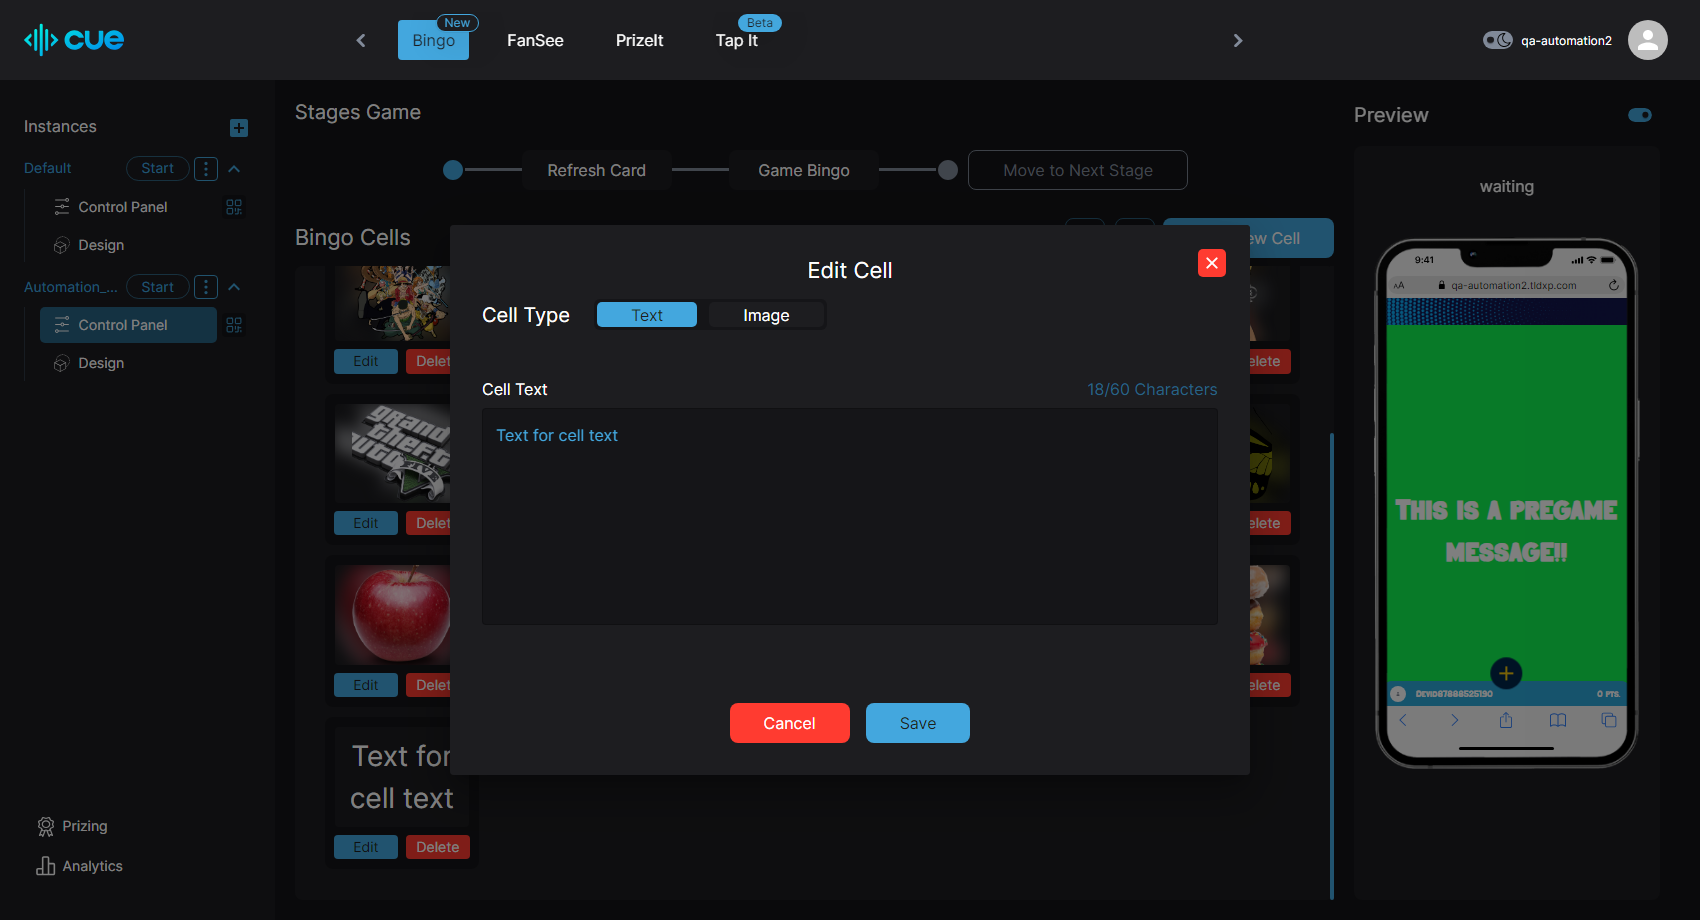 cue
Bingo
New
FanSee
PrizeIt
Tap It
Beta
qa-automation2
Instances
Default
Start
Control Panel
Design
Automation_...
Start
Control Panel
Design
Prizing
Analytics
Stages Game
Refresh Card
Game Bingo
Move to Next Stage
Bingo Cells
ew Cell
Edit
Delet
elete
grand
theft
Edit
Delet
elete
Edit
Delet
elete
Text for
cell text
Edit
Delete
Edit Cell
Cell Type
Text
Image
Cell Text
18/60 Characters
Text for cell text
Cancel
Save
Preview
waiting
9:41
AA
qa-automation2.tldxp.com
THIS IS A PREGAME
MESSAGE!!
DEVID87886525190
0 PTS.